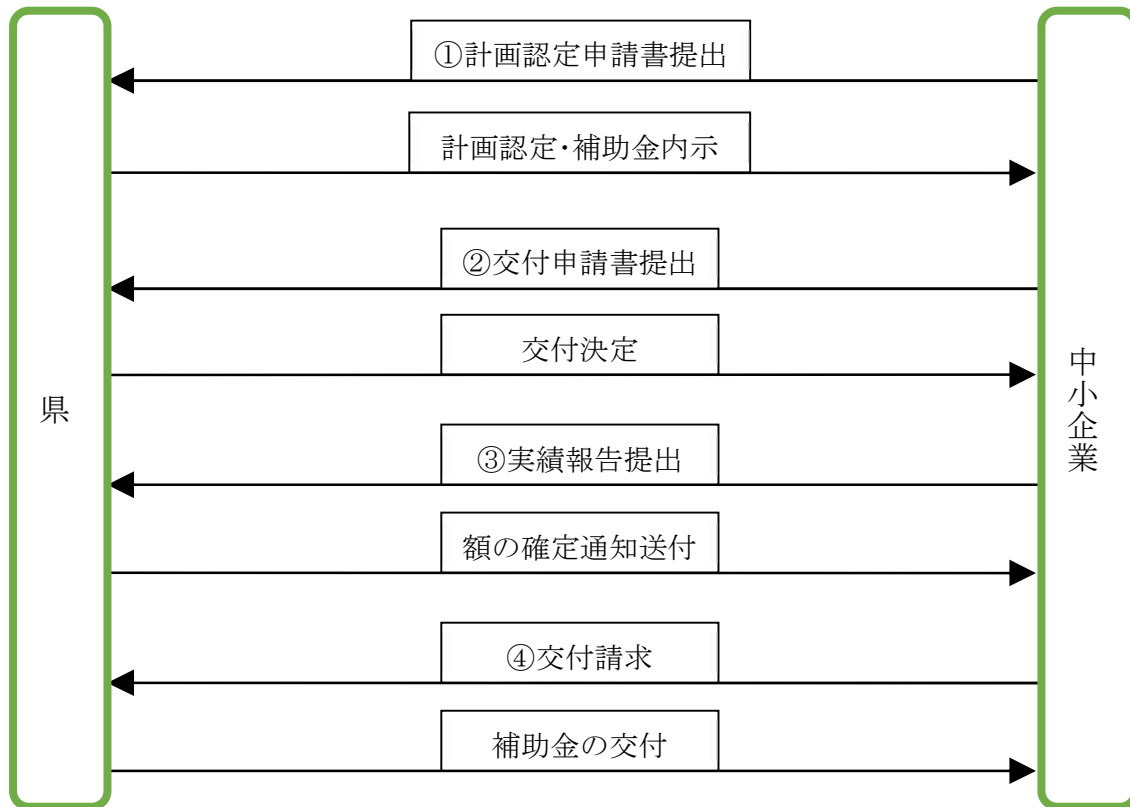 ①計画認定申請書提出
計画認定・補助金内示
②交付申請書提出
交付決定
県
中小企業
③実績報告提出
額の確定通知送付
④交付請求
補助金の交付